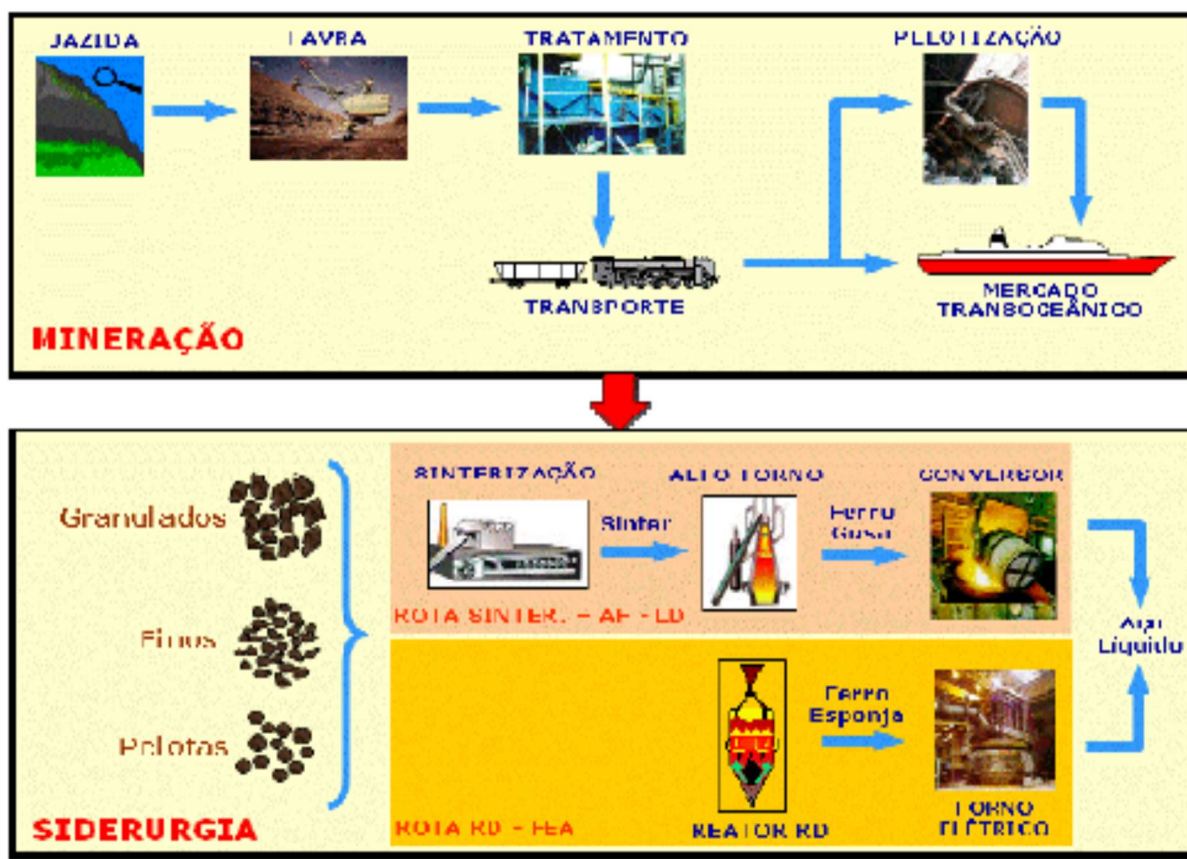 JAZIDA
LAVRA
TRATAMENTO
PELOTIZAÇÃO
TRANSPORTE
MERCADO
TRANSOCEÂNICO
MINERAÇÃO
Granulados
Finos
Pelotas
SINTERIZAÇÃO
Sinter
ALTO FORNO
Ferro
Gusa
CONVERSOR
ROTA SINTER. – AF - LD
Aço
Líquido
REATOR RD
Ferro
Esponja
FORNO
ELÉTRICO
ROTA RD – FEA
SIDERURGIA